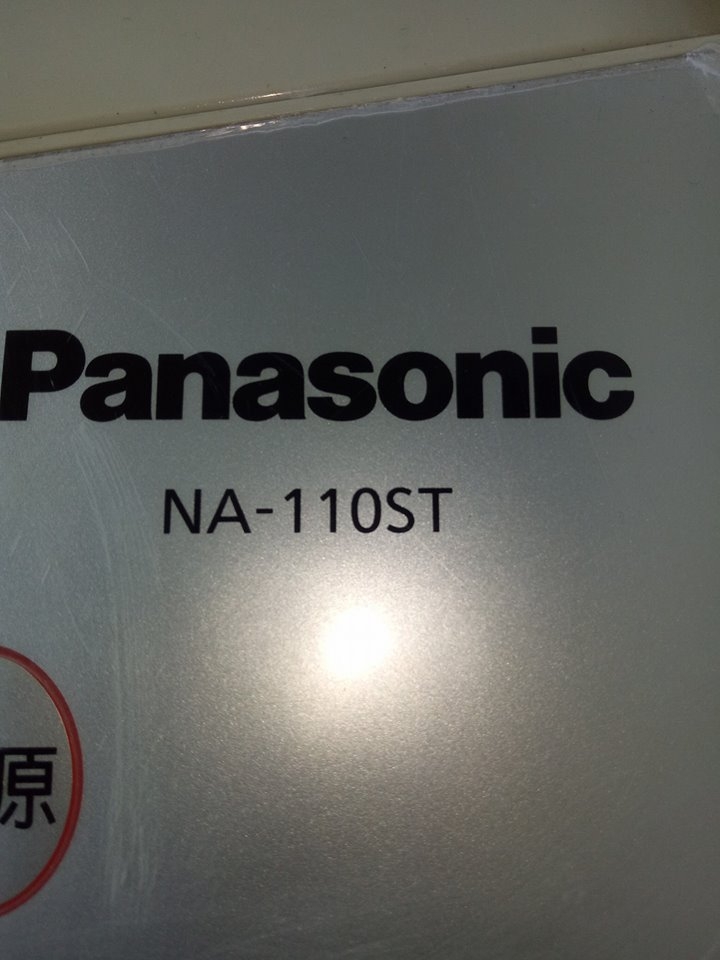 Panasonic
NA-110ST
原